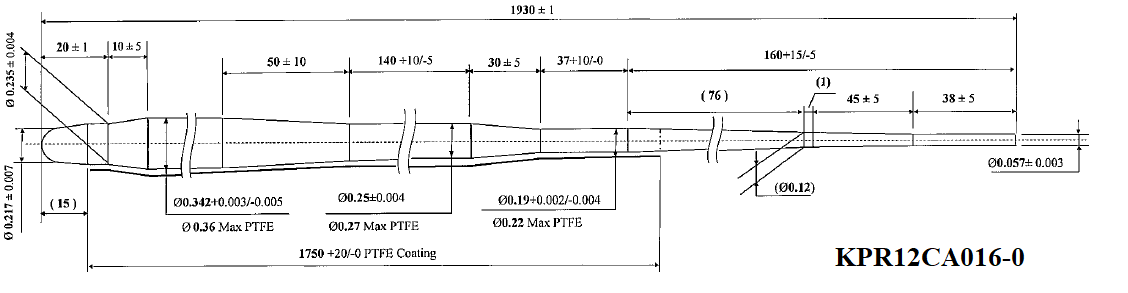 1930 ± 1
20 ± 1
10 ± 5
Ø 0.235 ± 0.004
50 ± 10
140 +10/-5
30 ± 5
37+10/-0
160+15/-5
( 76 )
(1)
45 ± 5
38 ± 5
Ø 0.217 ± 0.007
( 15 )
Ø0.342+0.003/-0.005
Ø 0.36 Max PTFE
Ø0.25±0.004
Ø0.27 Max PTFE
Ø0.19+0.002/-0.004
Ø0.22 Max PTFE
(Ø0.12)
Ø0.057± 0.003
1750 +20/-0 PTFE Coating
KPR12CA016-0